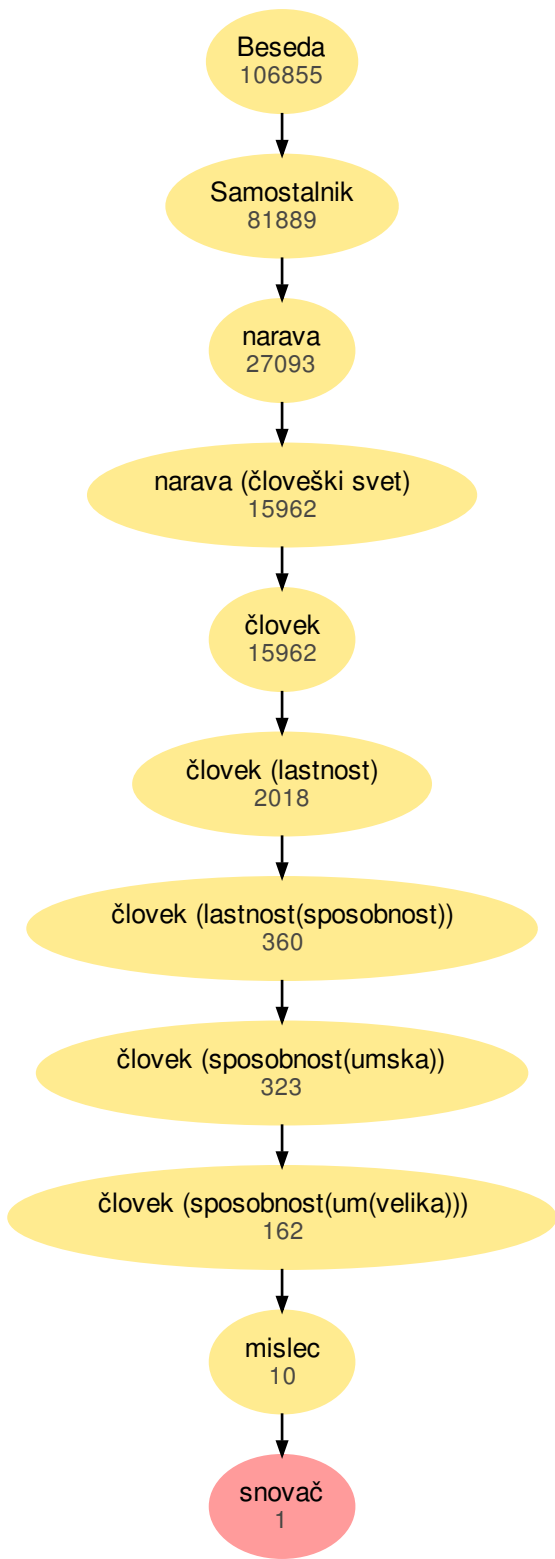 Beseda
106855
Samostalnik
81889
narava
27093
narava (človeški svet)
15962
človek
15962
človek (lastnost)
2018
človek (lastnost(sposobnost))
360
človek (sposobnost(umska))
323
človek (sposobnost(um(velika)))
162
mislec
10
snovač
1